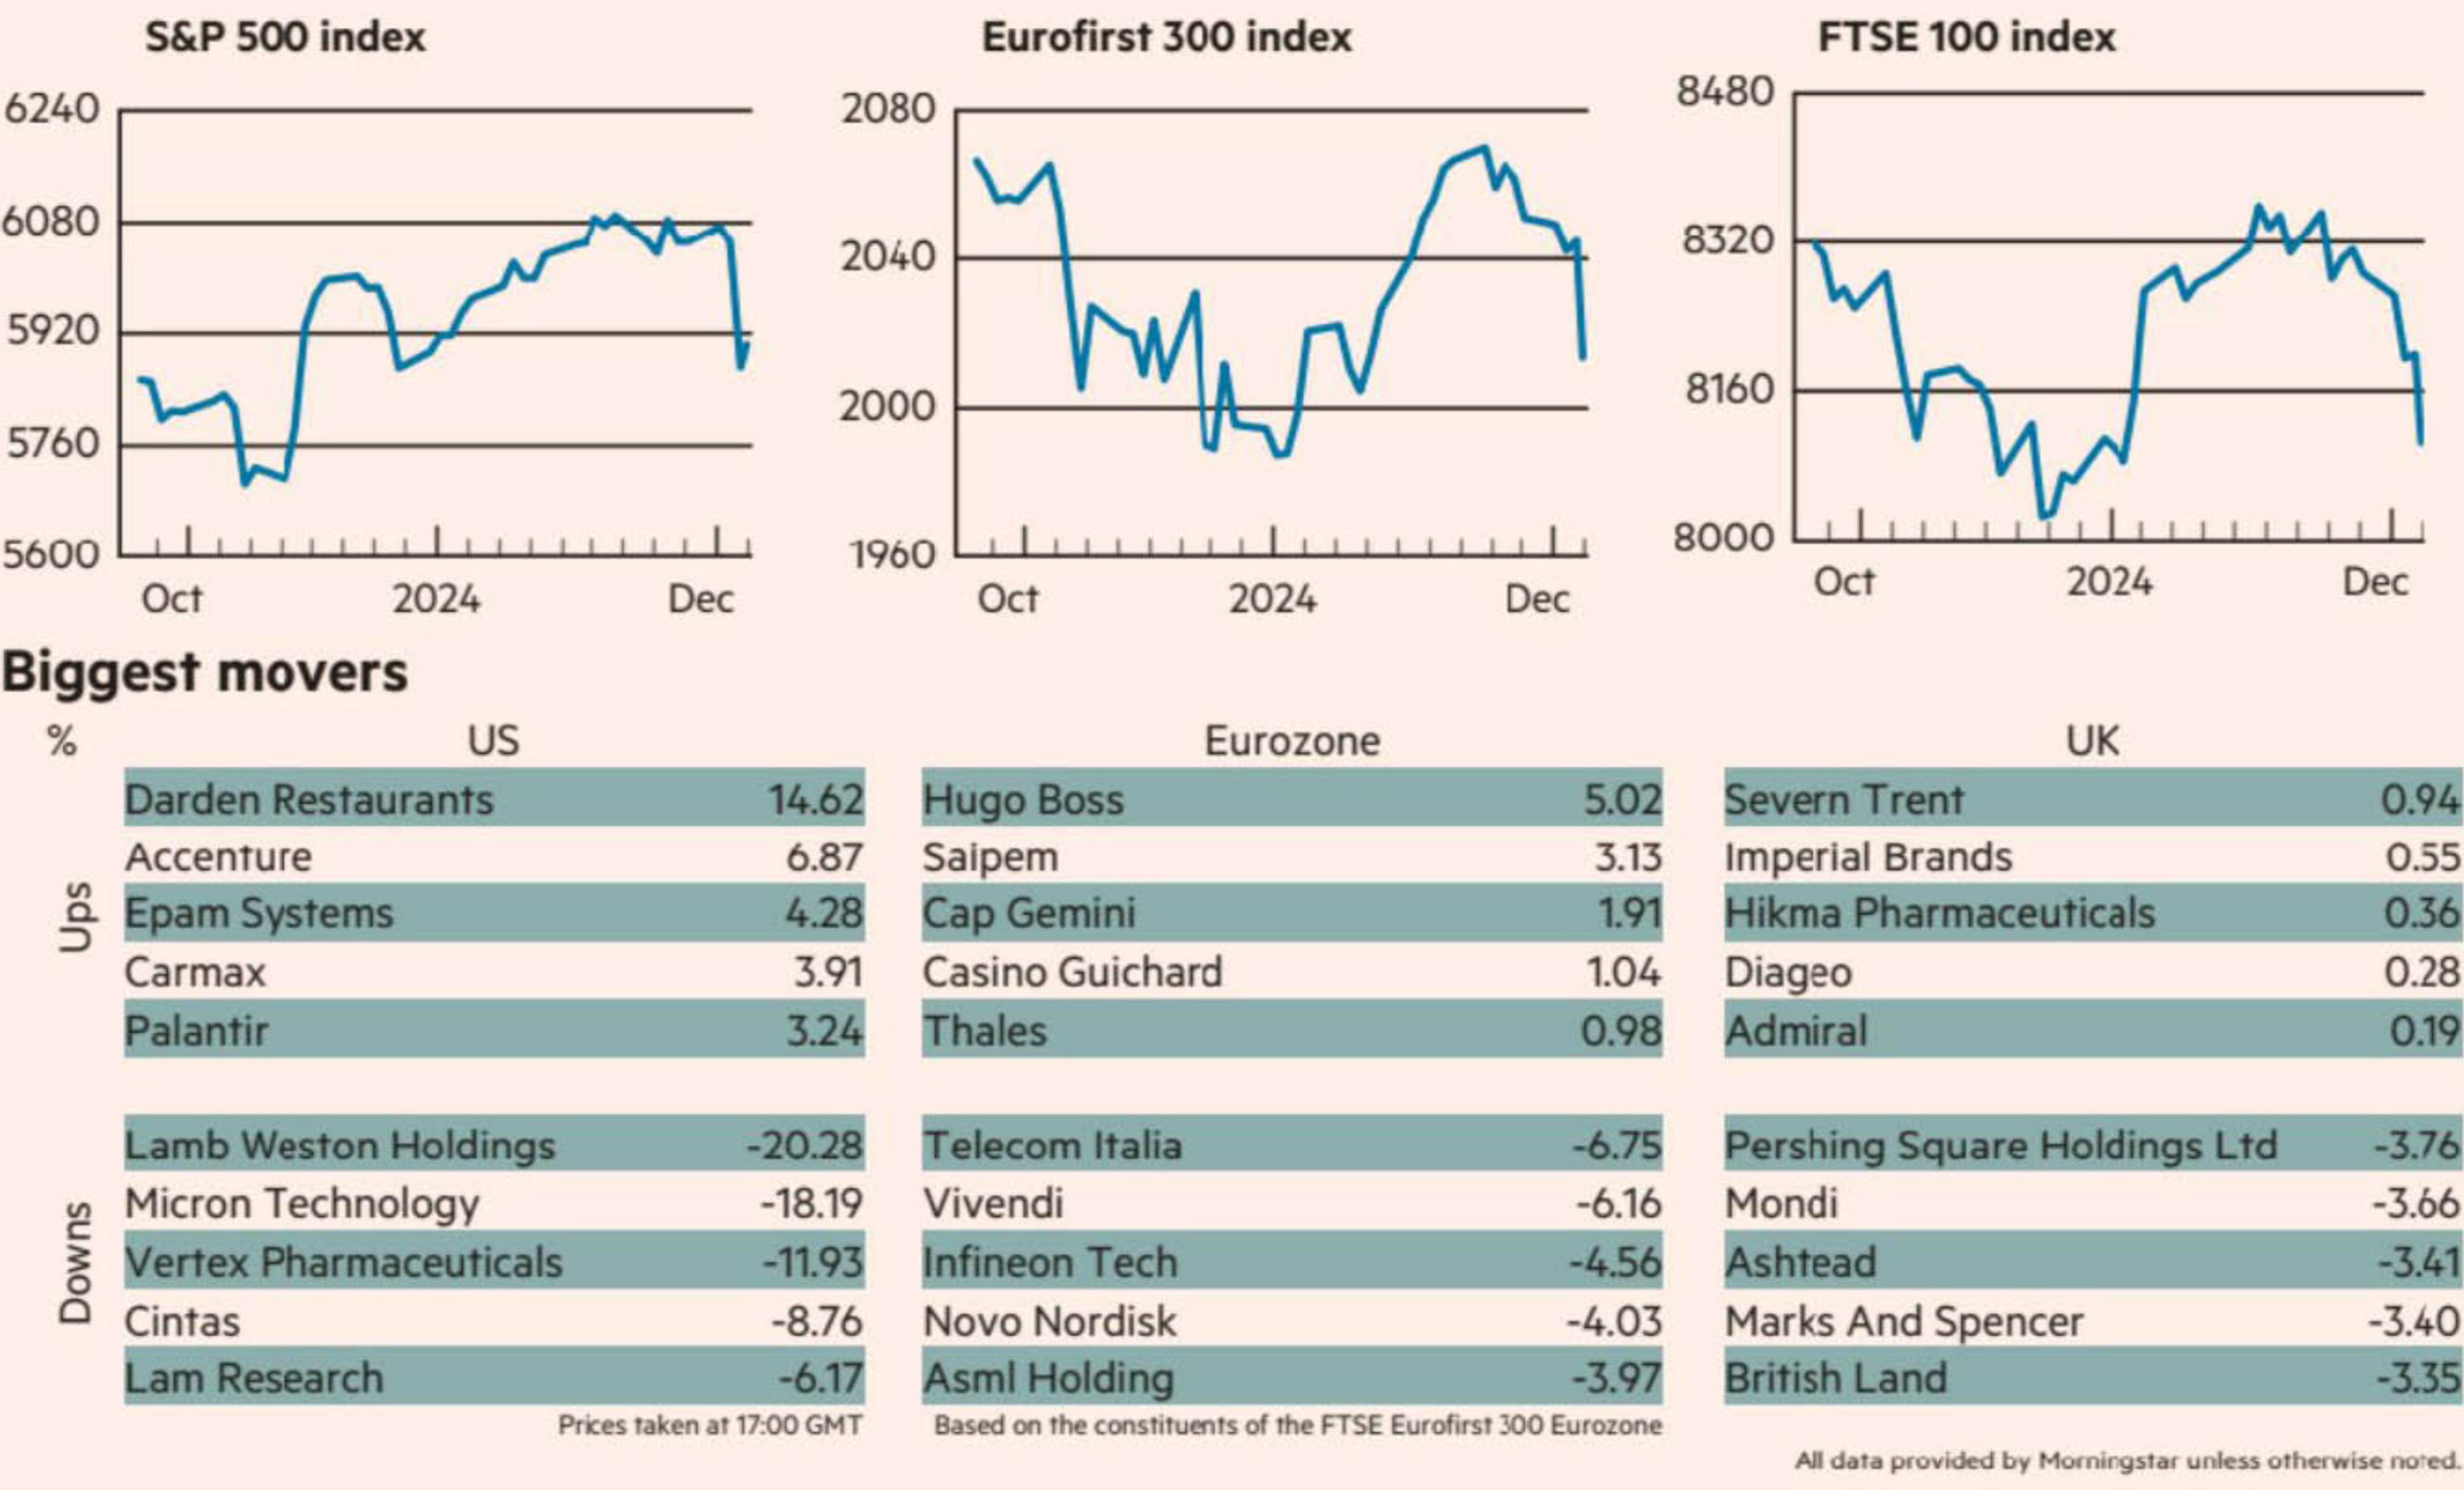 S&P 500 index
6240
6080
5920
5760
5600
Oct 2024 Dec
Eurofirst 300 index
2080
2040
2000
1960
Oct 2024 Dec
FTSE 100 index
8480
8320
8160
8000
Oct 2024 Dec
Biggest movers
% US Eurozone UK
Ups
Darden Restaurants 14.62 Hugo Boss 5.02 Severn Trent 0.94
Accenture 6.87 Saipem 3.13 Imperial Brands 0.55
Epam Systems 4.28 Cap Gemini 1.91 Hikma Pharmaceuticals 0.36
Carmax 3.91 Casino Guichard 1.04 Diageo 0.28
Palantir 3.24 Thales 0.98 Admiral 0.19
Downs
Lamb Weston Holdings -20.28 Telecom Italia -6.75 Pershing Square Holdings Ltd -3.76
Micron Technology -18.19 Vivendi -6.16 Mondi -3.66
Vertex Pharmaceuticals -11.93 Infineon Tech -4.56 Ashtead -3.41
Cintas -8.76 Novo Nordisk -4.03 Marks And Spencer -3.40
Lam Research -6.17 Asml Holding -3.97 British Land -3.35
Prices taken at 17:00 GMT Based on the constituents of the FTSE Eurofirst 300 Eurozone
All data provided by Morningstar unless otherwise noted.